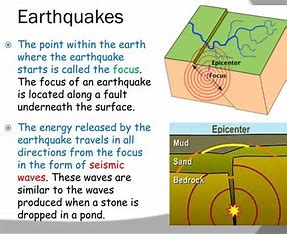 Earthquakes
The point within the earth
where the earthquake
starts is called the focus.
The focus of an earthquake
is located along a fault
underneath the surface.
The energy released by the
earthquake travels in all
directions from the focus
in the form of seismic
waves. These waves are
similar to the waves
produced when a stone is
dropped in a pond.
Epicenter
Focus
Epicenter
Mud
Sand
Bedrock